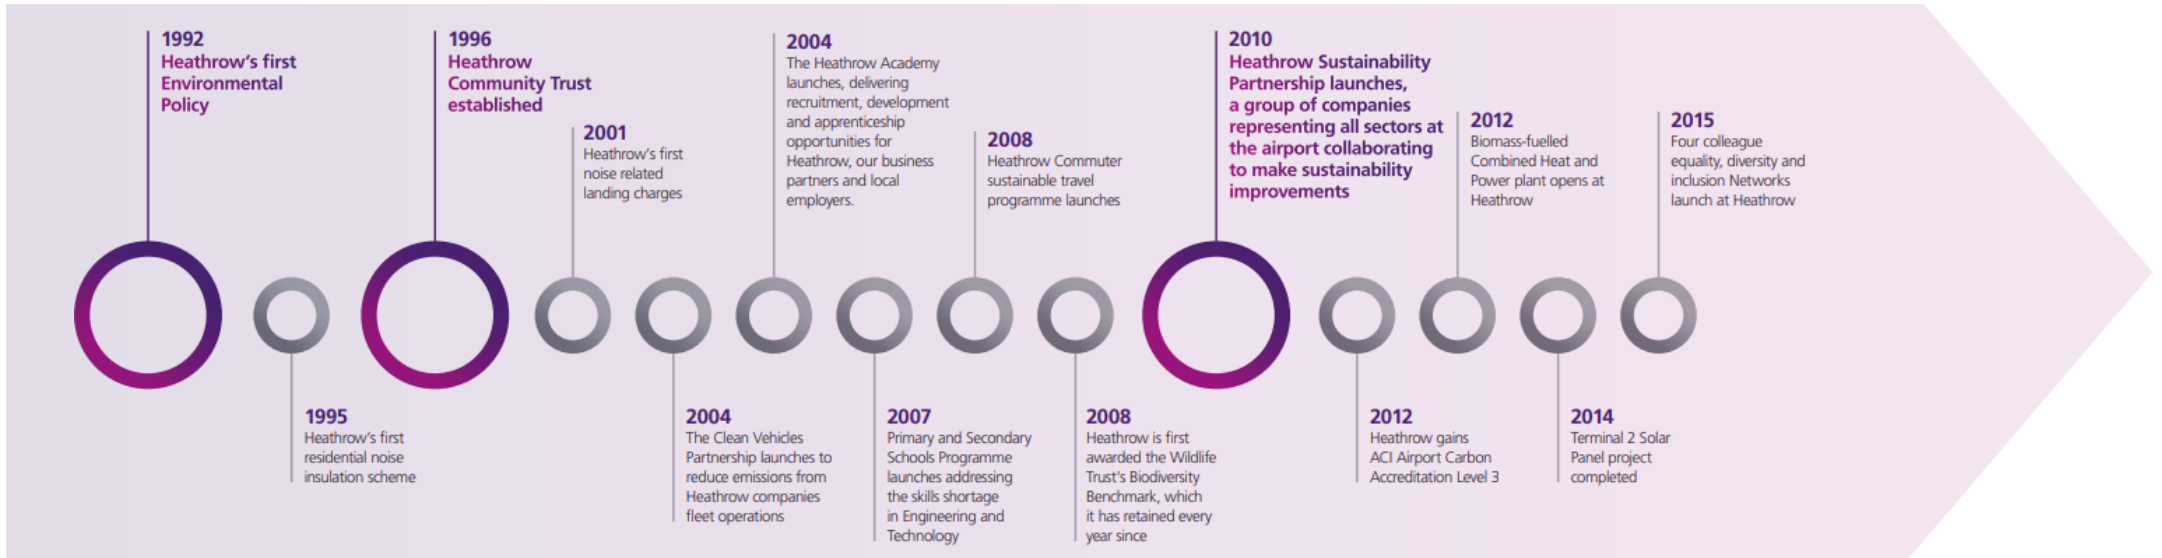 1992
Heathrow's first
Environmental
Policy
1995
Heathrow's first
residential noise
insulation scheme
1996
Heathrow
Community Trust
established
2001
Heathrow's first
noise related
landing charges
2004
The Clean Vehicles
Partnership launches to
reduce emissions from
Heathrow companies
fleet operations
2004
The Heathrow Academy
launches, delivering
recruitment, development
and apprenticeship
opportunities for
Heathrow, our business
partners and local
employers.
2007
Primary and Secondary
Schools Programme
launches addressing
the skills shortage
in Engineering and
Technology
2008
Heathrow Commuter
sustainable travel
programme launches
2008
Heathrow is first
awarded the Wildlife
Trust's Biodiversity
Benchmark, which
it has retained every
year since
2010
Heathrow Sustainability
Partnership launches,
a group of companies
representing all sectors at
the airport collaborating
to make sustainability
improvements
2012
Heathrow gains
ACI Airport Carbon
Accreditation Level 3
2012
Biomass-fuelled
Combined Heat and
Power plant opens at
Heathrow
2014
Terminal 2 Solar
Panel project
completed
2015
Four colleague
equality, diversity and
inclusion Networks
launch at Heathrow